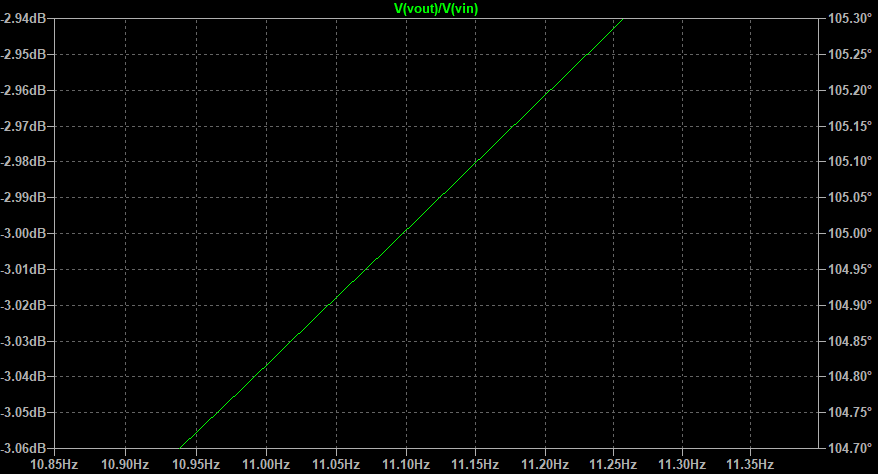 V(vout)/V(vin)
-2.94dB 105.30°
-2.95dB 105.25°
-2.96dB 105.20°
-2.97dB 105.15°
-2.98dB 105.10°
-2.99dB 105.05°
-3.00dB 105.00°
-3.01dB 104.95°
-3.02dB 104.90°
-3.03dB 104.85°
-3.04dB 104.80°
-3.05dB 104.75°
-3.06dB 104.70°
10.85Hz 10.90Hz 10.95Hz 11.00Hz 11.05Hz 11.10Hz 11.15Hz 11.20Hz 11.25Hz 11.30Hz 11.35Hz